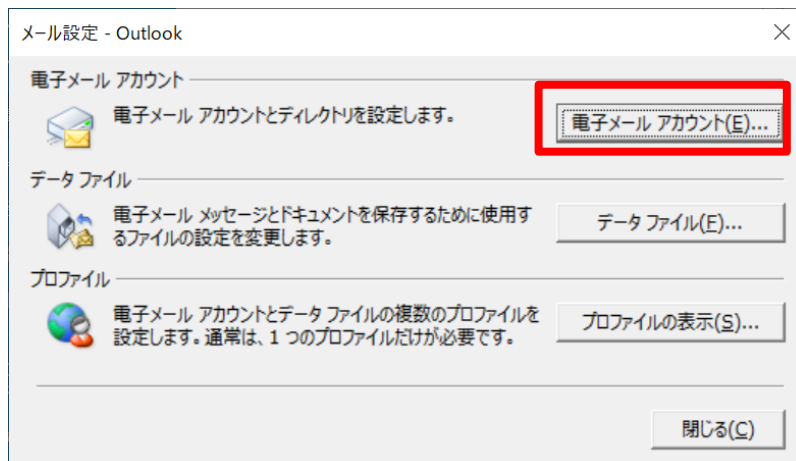 メール設定 - Outlook
電子メール アカウント
電子メール アカウントとディレクトリを設定します。
電子メール アカウント(E)...
データ ファイル
電子メール メッセージとドキュメントを保存するために使用す
るファイルの設定を変更します。
データ ファイル(F)...
プロファイル
電子メール アカウントとデータ ファイルの複数のプロファイルを
設定します。通常は、1 つのプロファイルだけが必要です。
プロファイルの表示(S)...
閉じる(C)